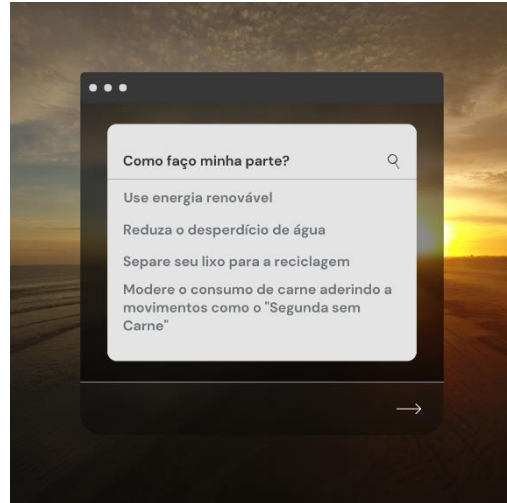 Como faço minha parte?
Use energia renovável
Reduza o desperdício de água
Separe seu lixo para a reciclagem
Modere o consumo de carne aderindo a
movimentos como o "Segunda sem
Carne"